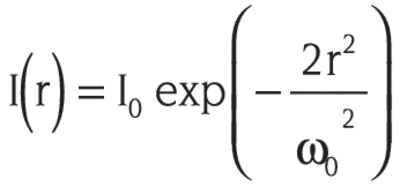 I(r) = I₀ exp(−2r²/ω₀²)